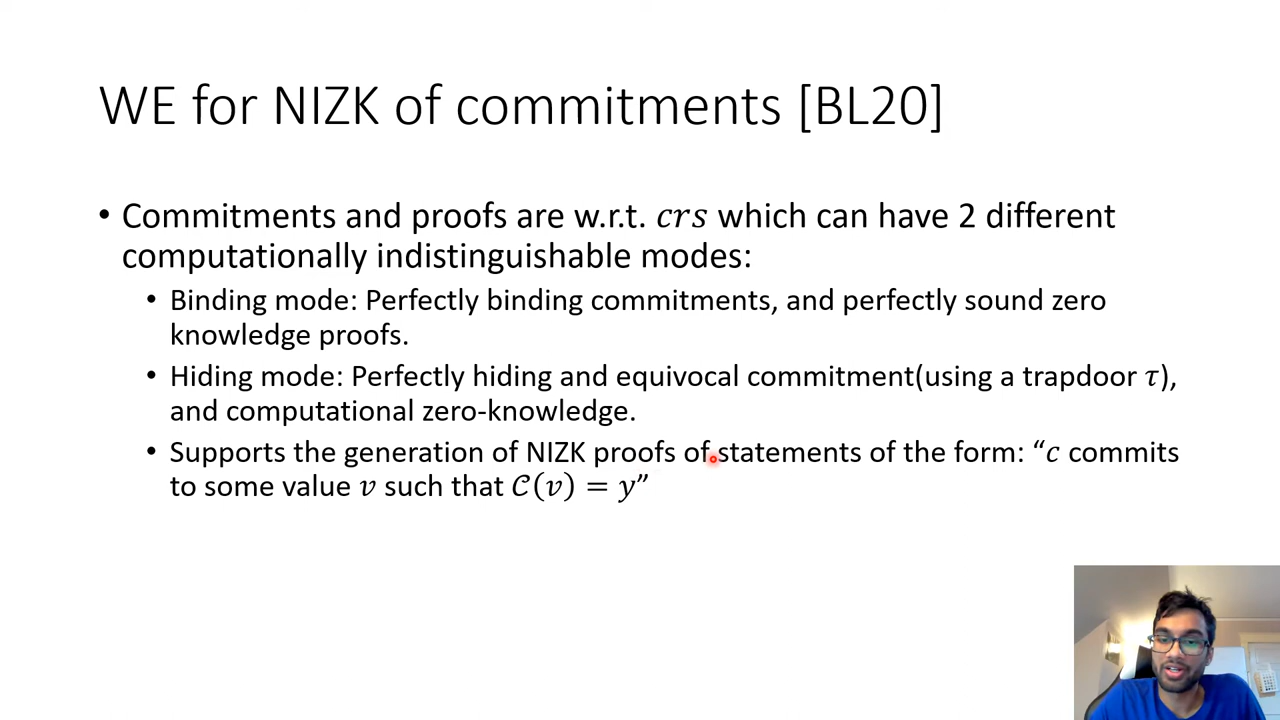 WE for NIZK of commitments [BL20]
• Commitments and proofs are w.r.t. 𝑐𝑟𝑠 which can have 2 different
computationally indistinguishable modes:
• Binding mode: Perfectly binding commitments, and perfectly sound zero
knowledge proofs.
• Hiding mode: Perfectly hiding and equivocal commitment(using a trapdoor 𝜏),
and computational zero-knowledge.
• Supports the generation of NIZK proofs of statements of the form: “𝑐 commits
to some value 𝑣 such that 𝒞(𝑣) = 𝑦”